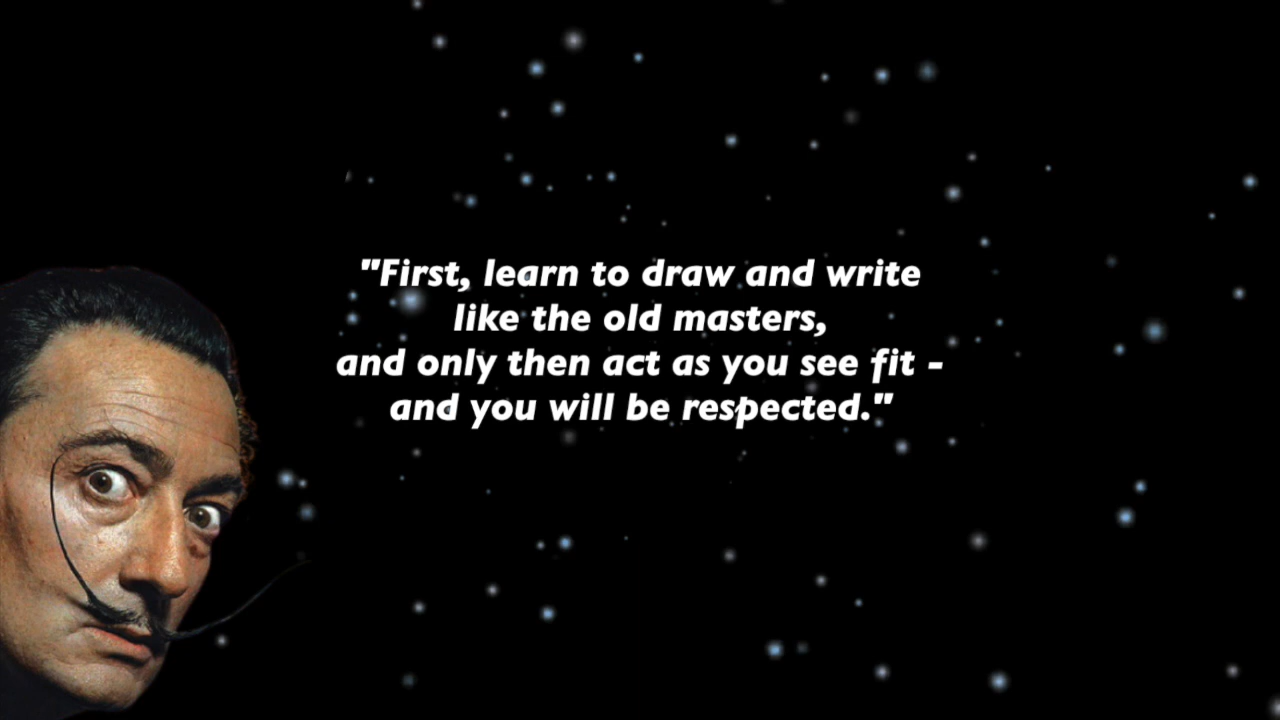 "First, learn to draw and write
like the old masters,
and only then act as you see fit -
and you will be respected."